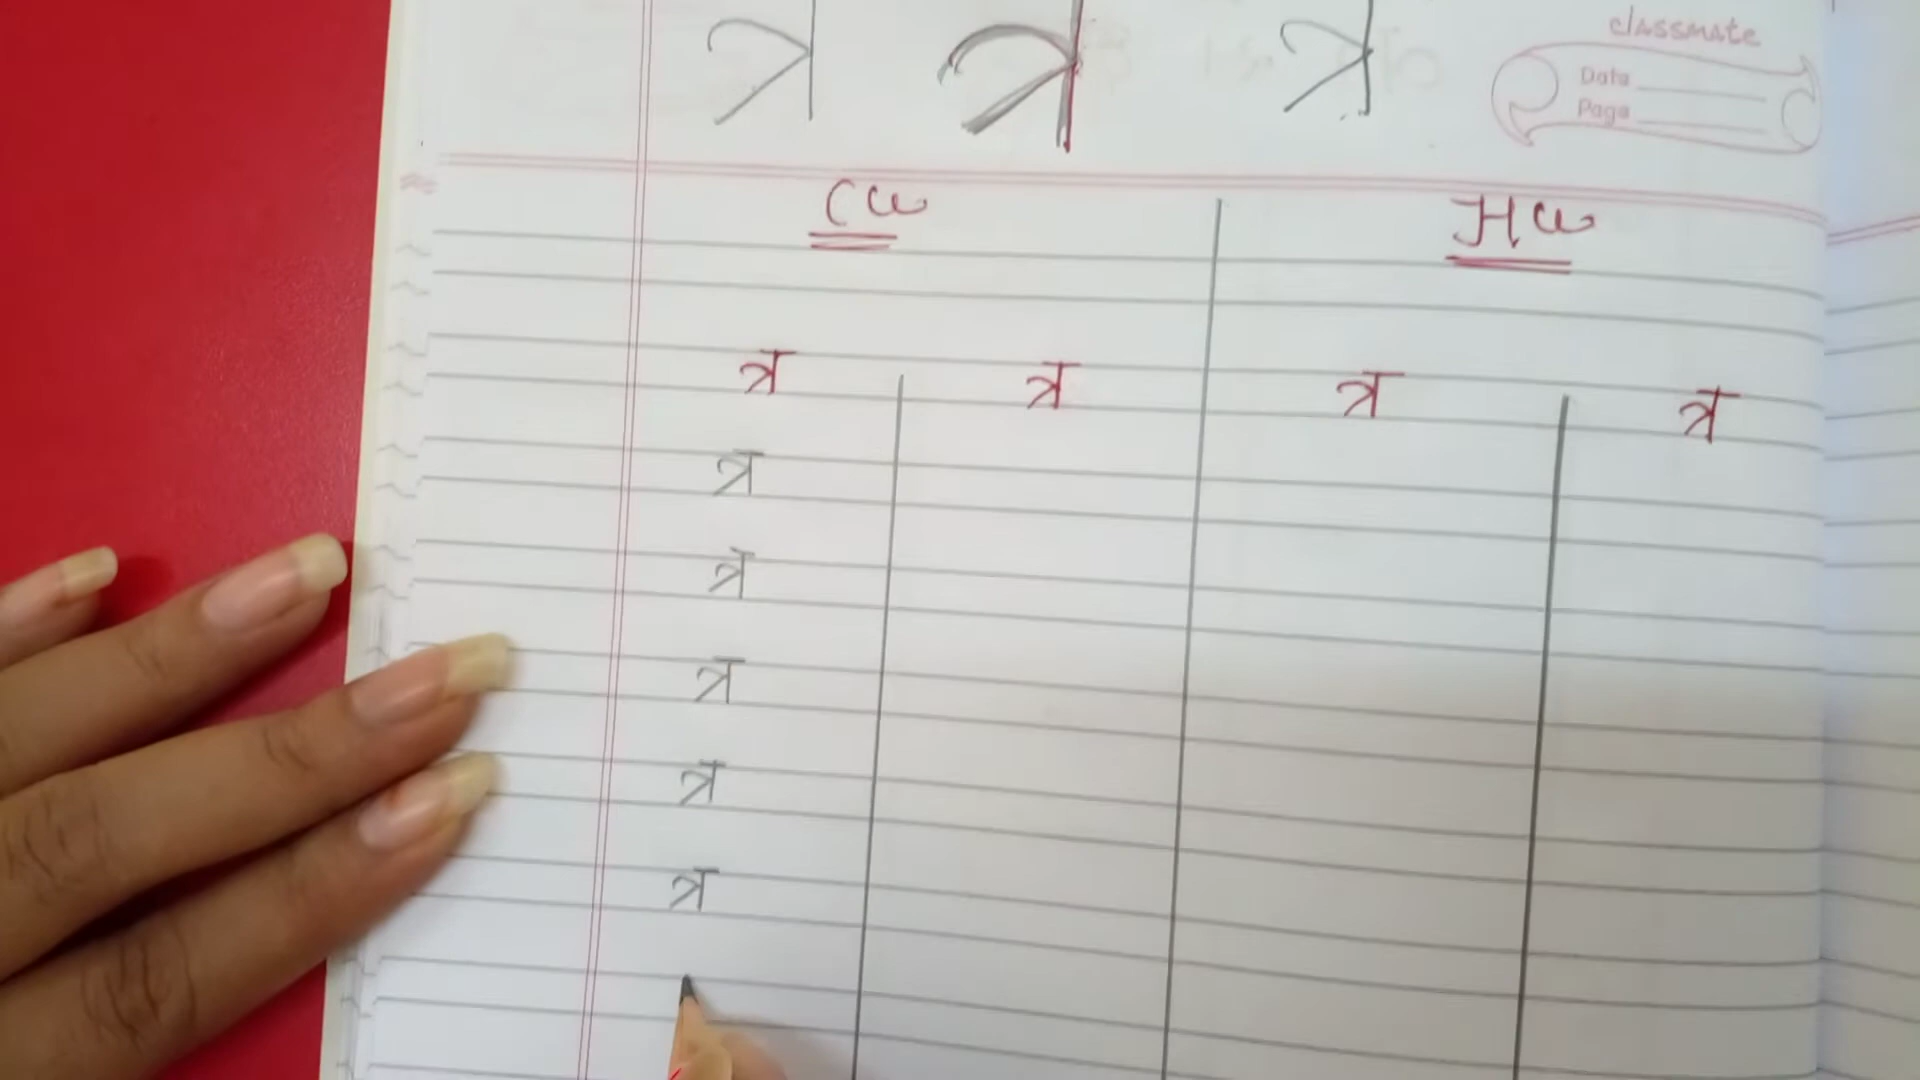 त्र त्र त्र
classmate
Date
Page
CW HW
त्र त्र त्र त्र
त्र
त्र
त्र
त्र
त्र